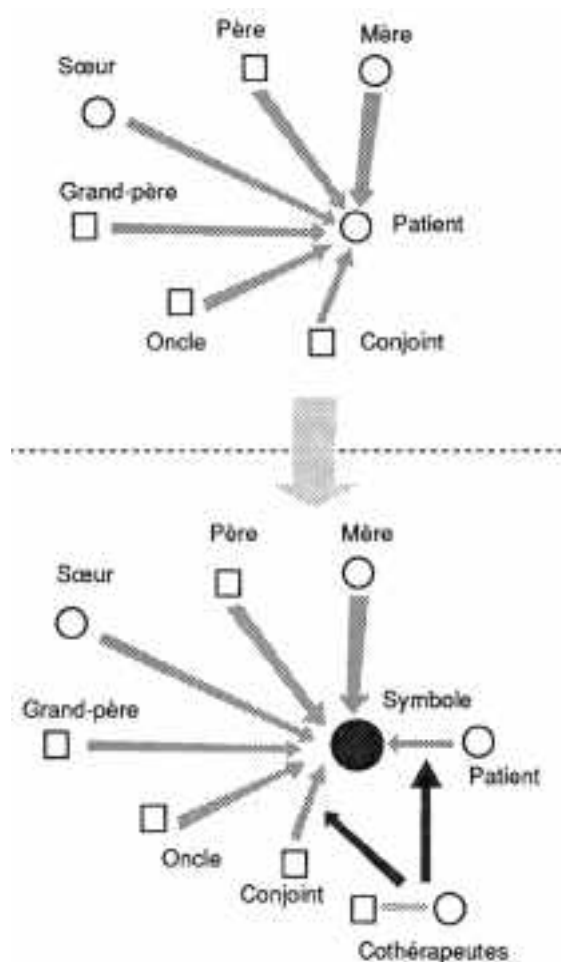 Père
Mère
Sœur
Grand-père
Patient
Oncle
Conjoint
Père
Mère
Sœur
Symbole
Grand-père
Patient
Oncle
Conjoint
Cothérapeutes